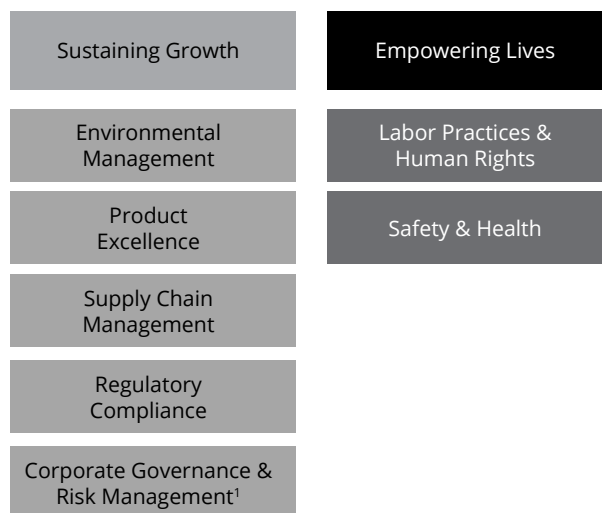 Sustaining Growth
Environmental
Management
Product
Excellence
Supply Chain
Management
Regulatory
Compliance
Corporate Governance &
Risk Management¹
Empowering Lives
Labor Practices &
Human Rights
Safety & Health